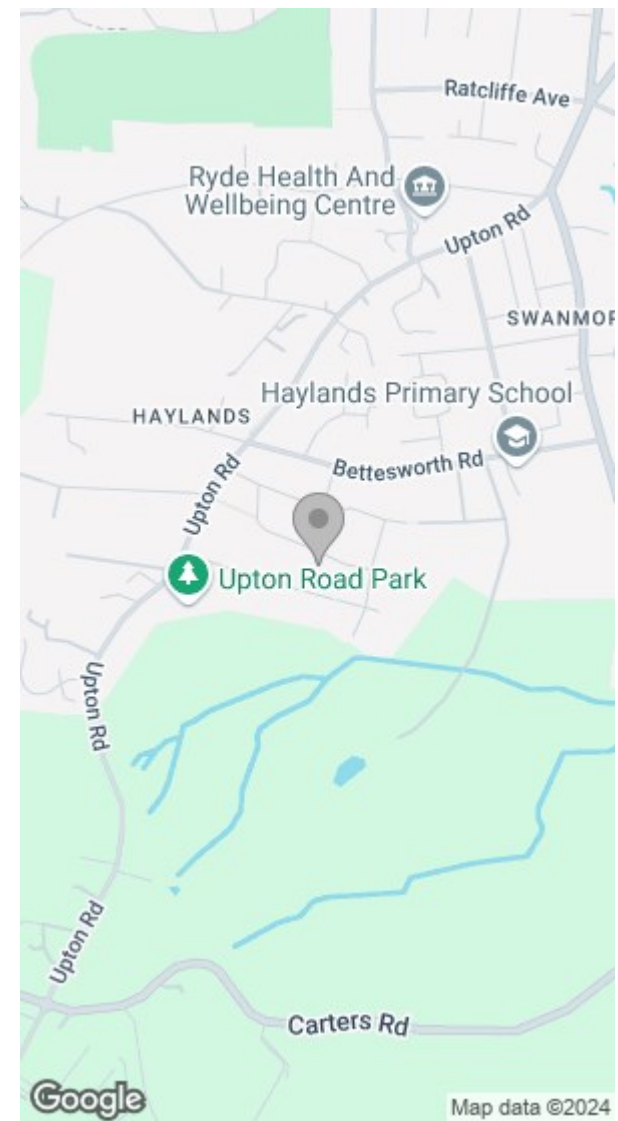 Ratcliffe Ave
Ryde Health And
Wellbeing Centre
Upton Rd
SWANMOR
Haylands Primary School
HAYLANDS
Bettesworth Rd
Upton Rd
Upton Road Park
Upton Rd
Upton Rd
Carters Rd
Google
Map data ©2024